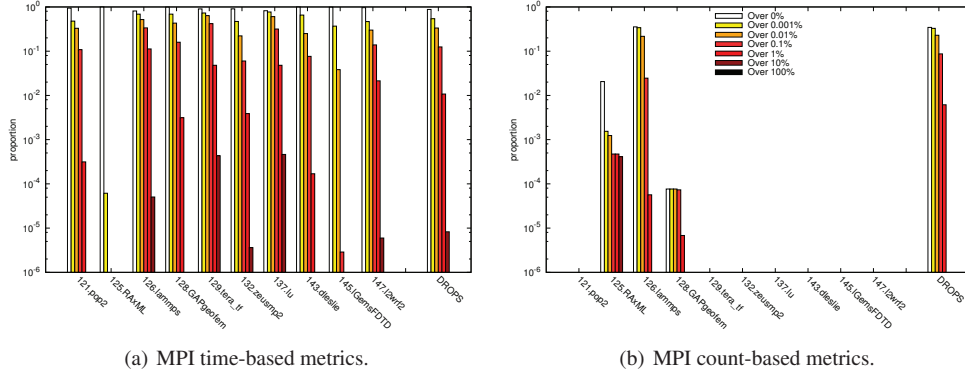 10^0
10^-1
10^-2
10^-3
10^-4
10^-5
10^-6
proportion
121.pop2
125.RAxML
126.lammps
128.GAPgeofem
129.tera_tf
132.zeusmp2
137.lu
143.dleslie
145.lGemsFDTD
147.l2wrf2
DROPS
(a) MPI time-based metrics.
10^0
10^-1
10^-2
10^-3
10^-4
10^-5
10^-6
proportion
Over 0%
Over 0.001%
Over 0.01%
Over 0.1%
Over 1%
Over 10%
Over 100%
121.pop2
125.RAxML
126.lammps
128.GAPgeofem
129.tera_tf
132.zeusmp2
137.lu
143.dleslie
145.lGemsFDTD
147.l2wrf2
DROPS
(b) MPI count-based metrics.